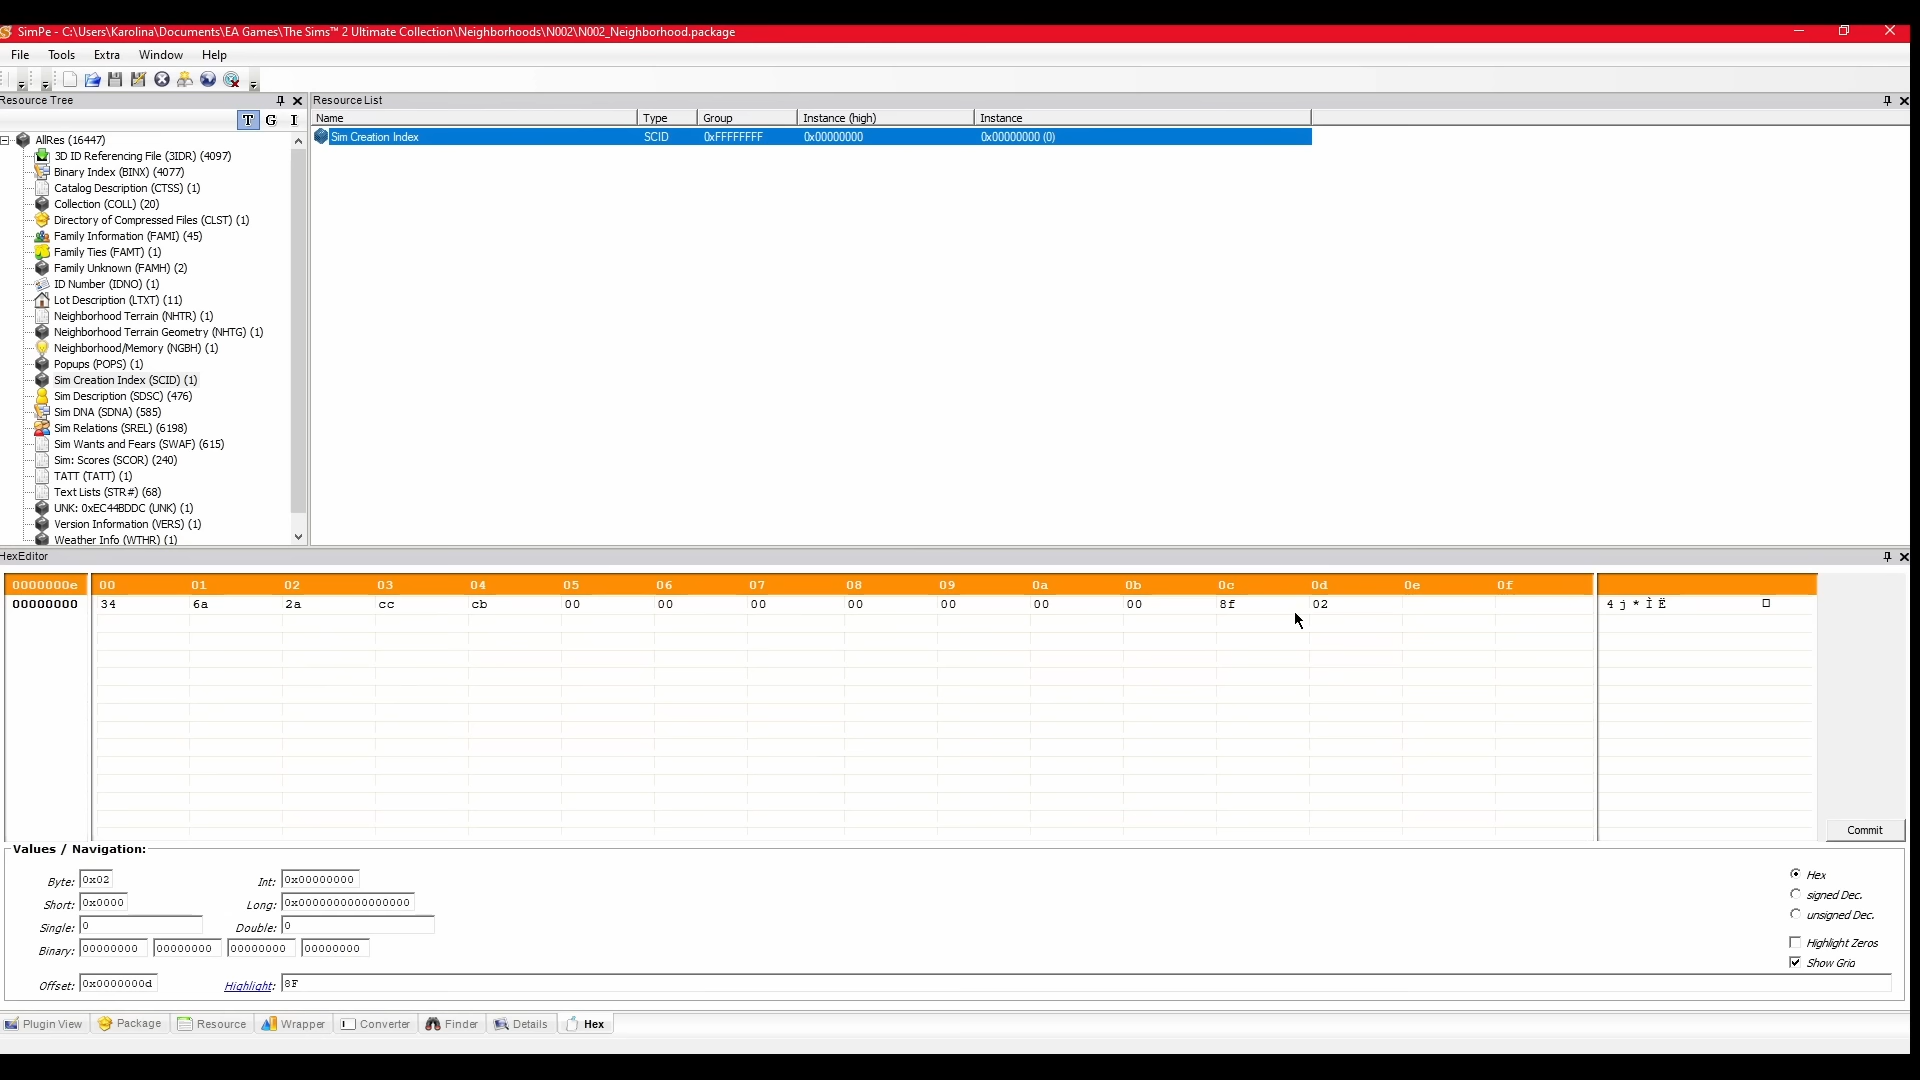 SimPe - C:\Users\Karolina\Documents\EA Games\The Sims™ 2 Ultimate Collection\Neighborhoods\N002\N002_Neighborhood.package
File Tools Extra Window Help
Resource Tree
T G I
AllRes (16447)
3D ID Referencing File (3IDR) (4097)
Binary Index (BINX) (4077)
Catalog Description (CTSS) (1)
Collection (COLL) (20)
Directory of Compressed Files (CLST) (1)
Family Information (FAMI) (45)
Family Ties (FAMT) (1)
Family Unknown (FAMH) (2)
ID Number (IDNO) (1)
Lot Description (LTXT) (11)
Neighborhood Terrain (NHTR) (1)
Neighborhood Terrain Geometry (NHTG) (1)
Neighborhood/Memory (NGBH) (1)
Popups (POPS) (1)
Sim Creation Index (SCID) (1)
Sim Description (SDSC) (476)
Sim DNA (SDNA) (585)
Sim Relations (SREL) (6198)
Sim Wants and Fears (SWAF) (615)
Sim: Scores (SCOR) (240)
TATT (TATT) (1)
Text Lists (STR#) (68)
UNK: 0xEC44BDDC (UNK) (1)
Version Information (VERS) (1)
Weather Info (WTHR) (1)
Resource List
Name Type Group Instance (high) Instance
Sim Creation Index SCID 0xFFFFFFFF 0x00000000 0x00000000 (0)
HexEditor
0000000e 00 01 02 03 04 05 06 07 08 09 0a 0b 0c 0d 0e 0f
00000000 34 6a 2a cc cb 00 00 00 00 00 00 00 8f 02 4 j * Ì Ë □
Commit
Values / Navigation:
Byte: 0x02 Int: 0x00000000
Short: 0x0000 Long: 0x0000000000000000
Single: 0 Double: 0
Binary: 00000000 00000000 00000000 00000000
Offset: 0x0000000d Highlight: 8F
Hex
signed Dec.
unsigned Dec.
Highlight Zeros
Show Grid
Plugin View Package Resource Wrapper Converter Finder Details Hex